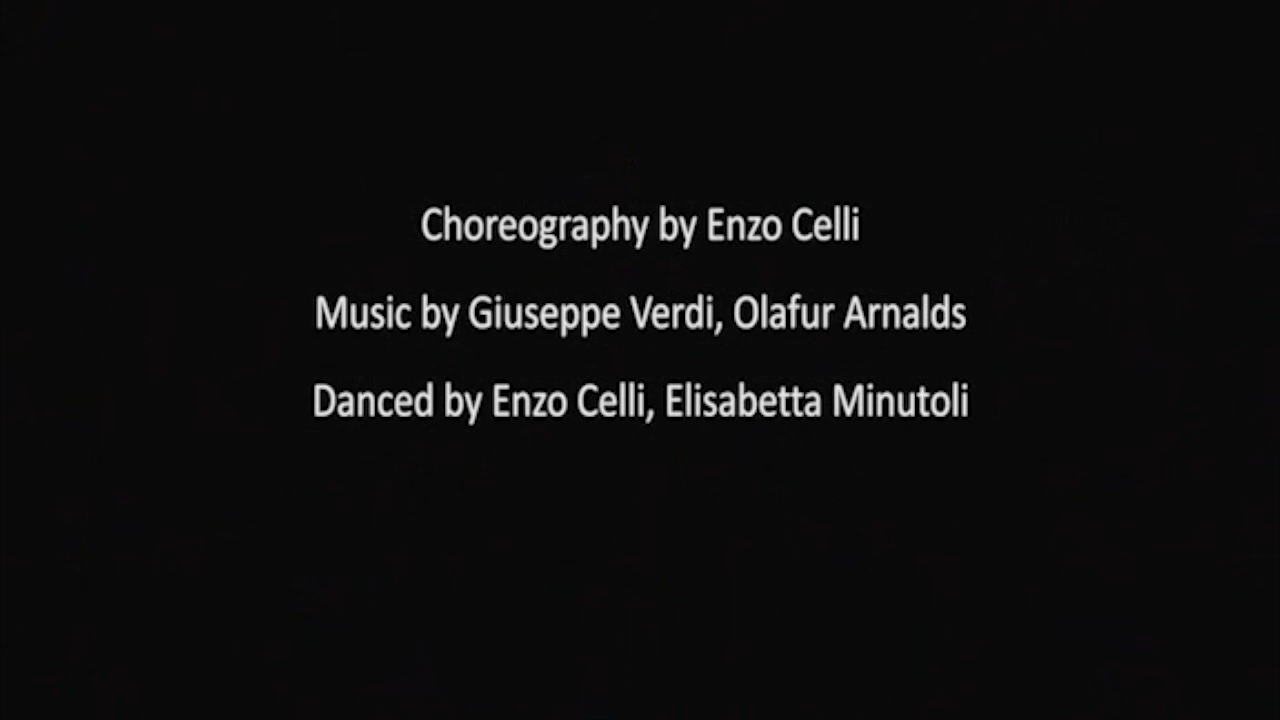 Choreography by Enzo Celli
Music by Giuseppe Verdi, Olafur Arnalds
Danced by Enzo Celli, Elisabetta Minutoli